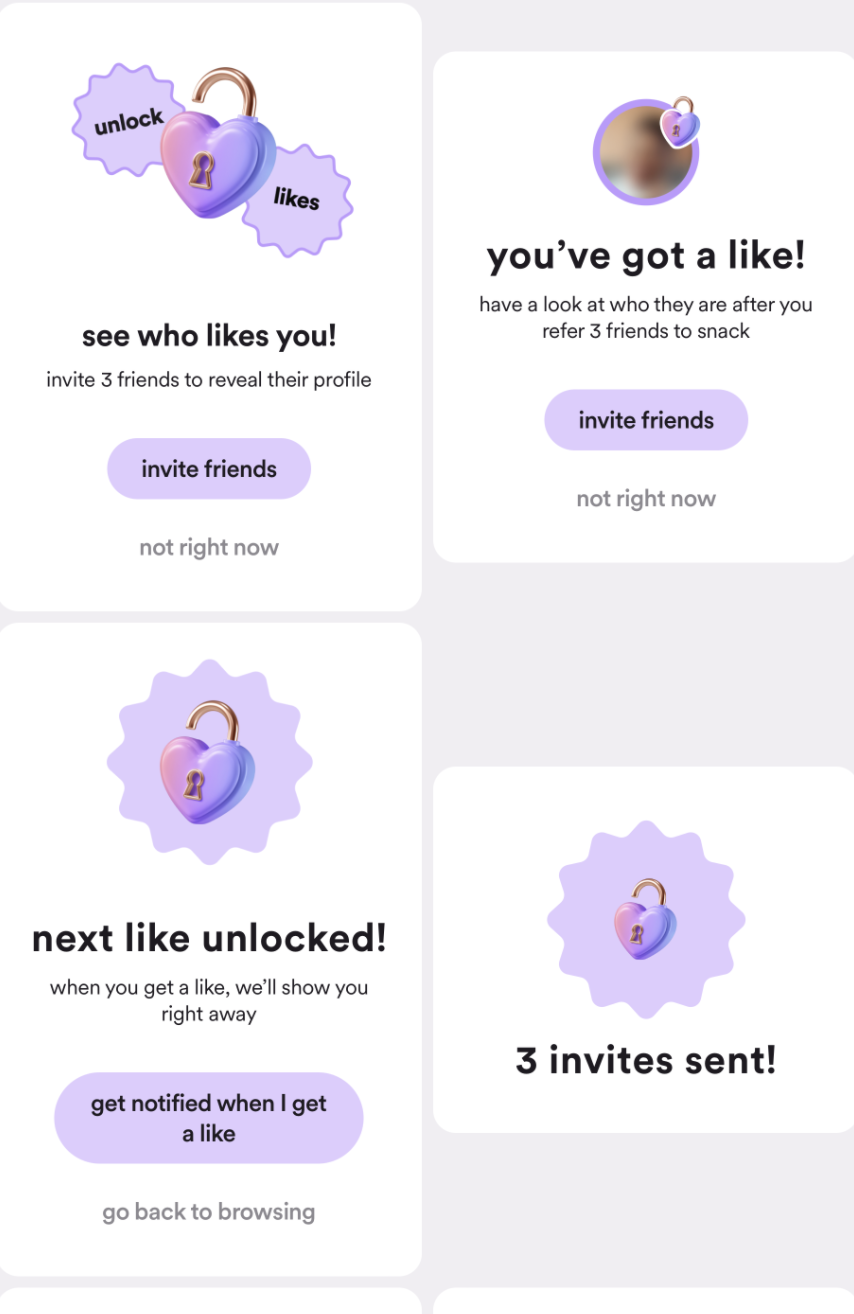 unlock
likes
see who likes you!
invite 3 friends to reveal their profile
invite friends
not right now
you’ve got a like!
have a look at who they are after you
refer 3 friends to snack
invite friends
not right now
next like unlocked!
when you get a like, we’ll show you
right away
get notified when I get
a like
go back to browsing
3 invites sent!